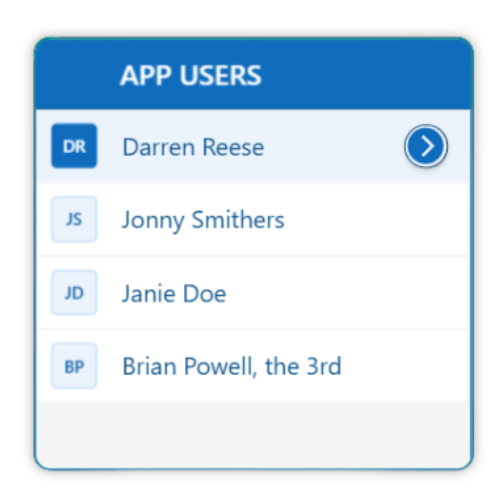 APP USERS
DR Darren Reese
JS Jonny Smithers
JD Janie Doe
BP Brian Powell, the 3rd